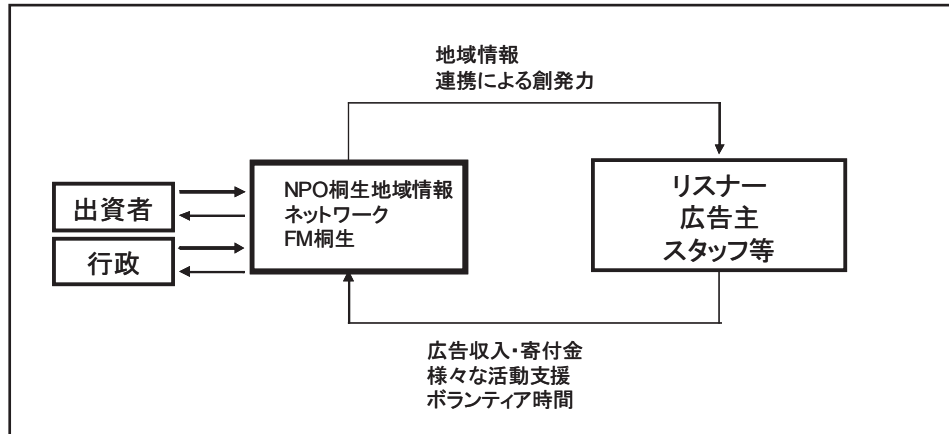 地域情報
連携による創発力
出資者
行政
NPO桐生地域情報
ネットワーク
FM桐生
リスナー
広告主
スタッフ等
広告収入・寄付金
様々な活動支援
ボランティア時間